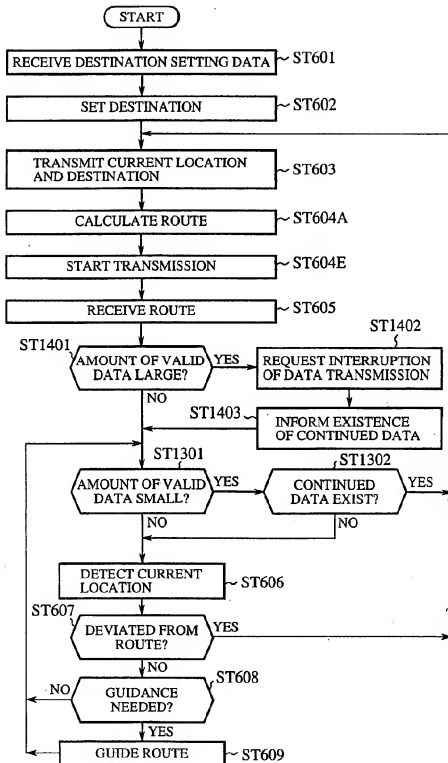 START
RECEIVE DESTINATION SETTING DATA
ST601
SET DESTINATION
ST602
TRANSMIT CURRENT LOCATION
AND DESTINATION
ST603
CALCULATE ROUTE
ST604A
START TRANSMISSION
ST604E
RECEIVE ROUTE
ST605
ST1401
AMOUNT OF VALID
DATA LARGE?
YES
NO
ST1402
REQUEST INTERRUPTION
OF DATA TRANSMISSION
ST1403
INFORM EXISTENCE
OF CONTINUED DATA
ST1301
AMOUNT OF VALID
DATA SMALL?
YES
NO
ST1302
CONTINUED
DATA EXIST?
YES
NO
DETECT CURRENT
LOCATION
ST606
ST607
DEVIATED FROM
ROUTE?
YES
NO
ST608
GUIDANCE
NEEDED?
NO
YES
GUIDE ROUTE
ST609